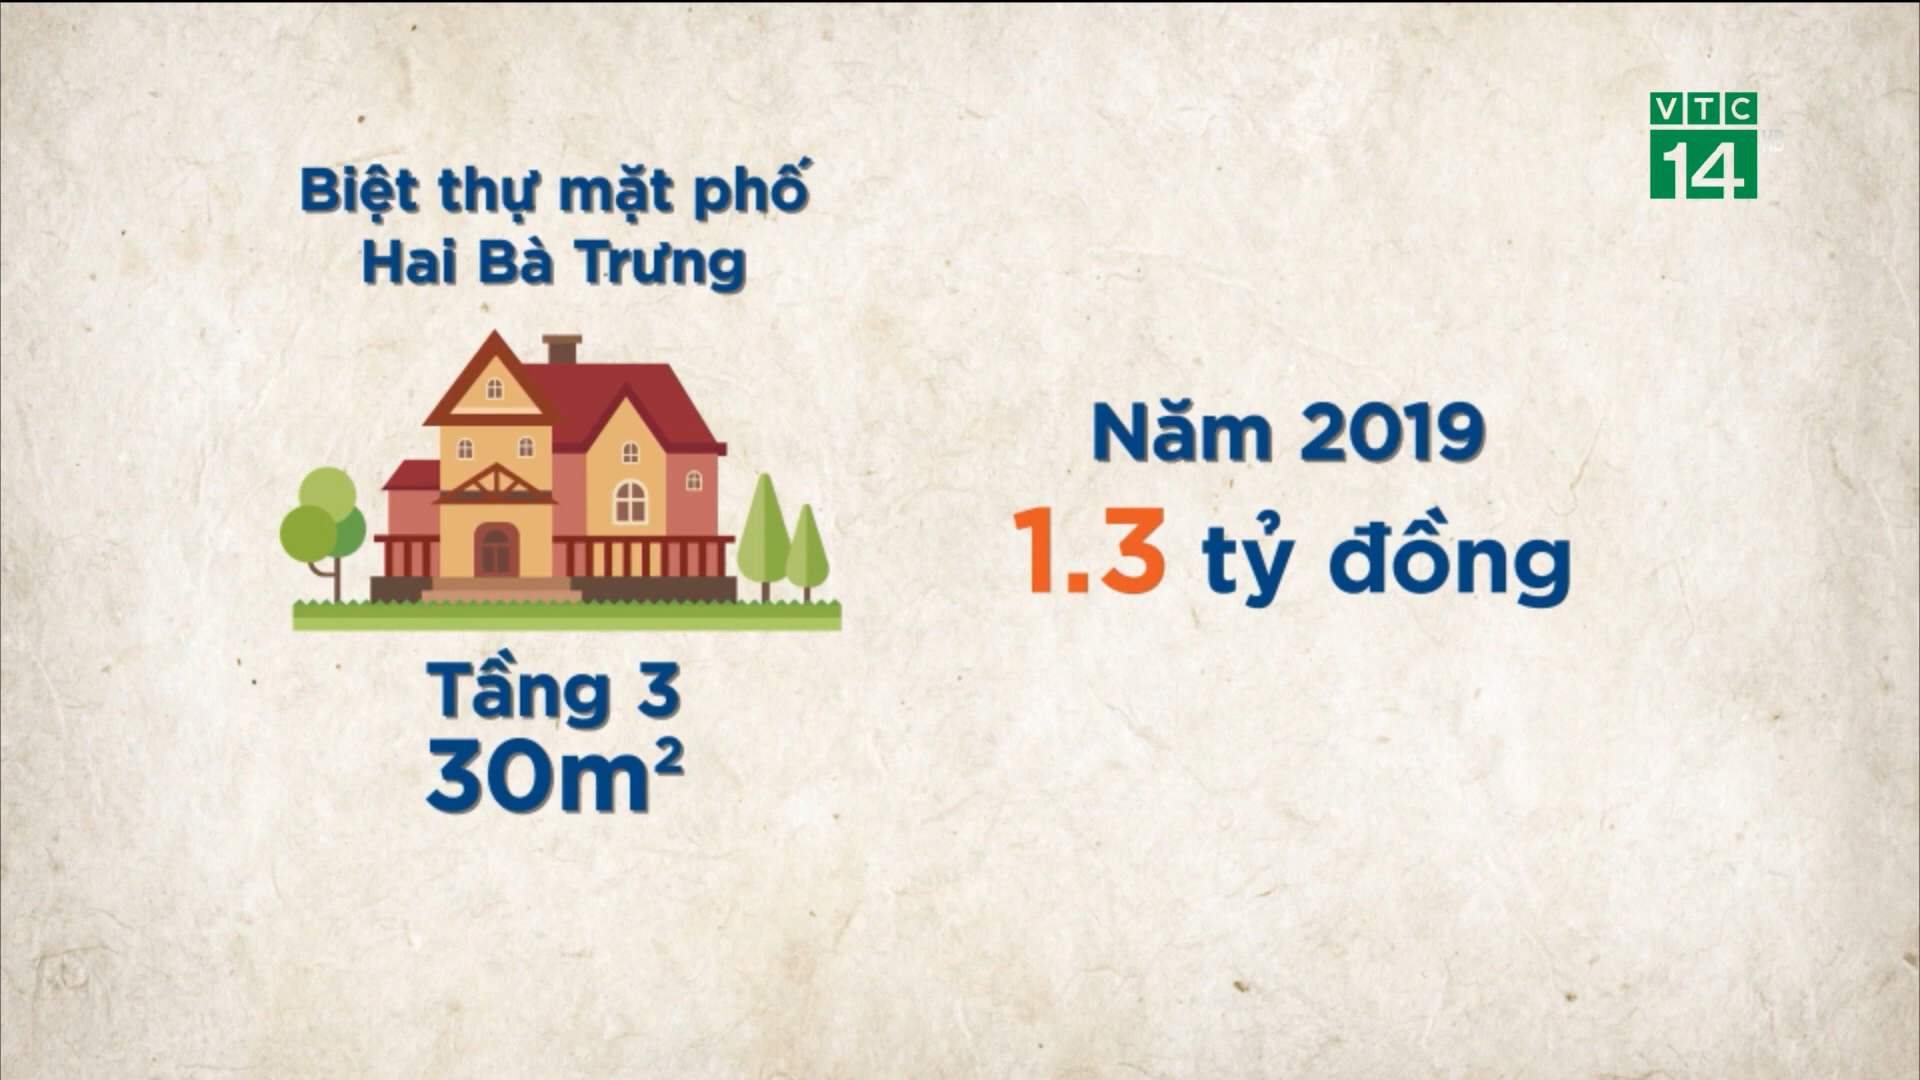 VTC
14
Biệt thự mặt phố
Hai Bà Trưng
Năm 2019
1.3 tỷ đồng
Tầng 3
30m²